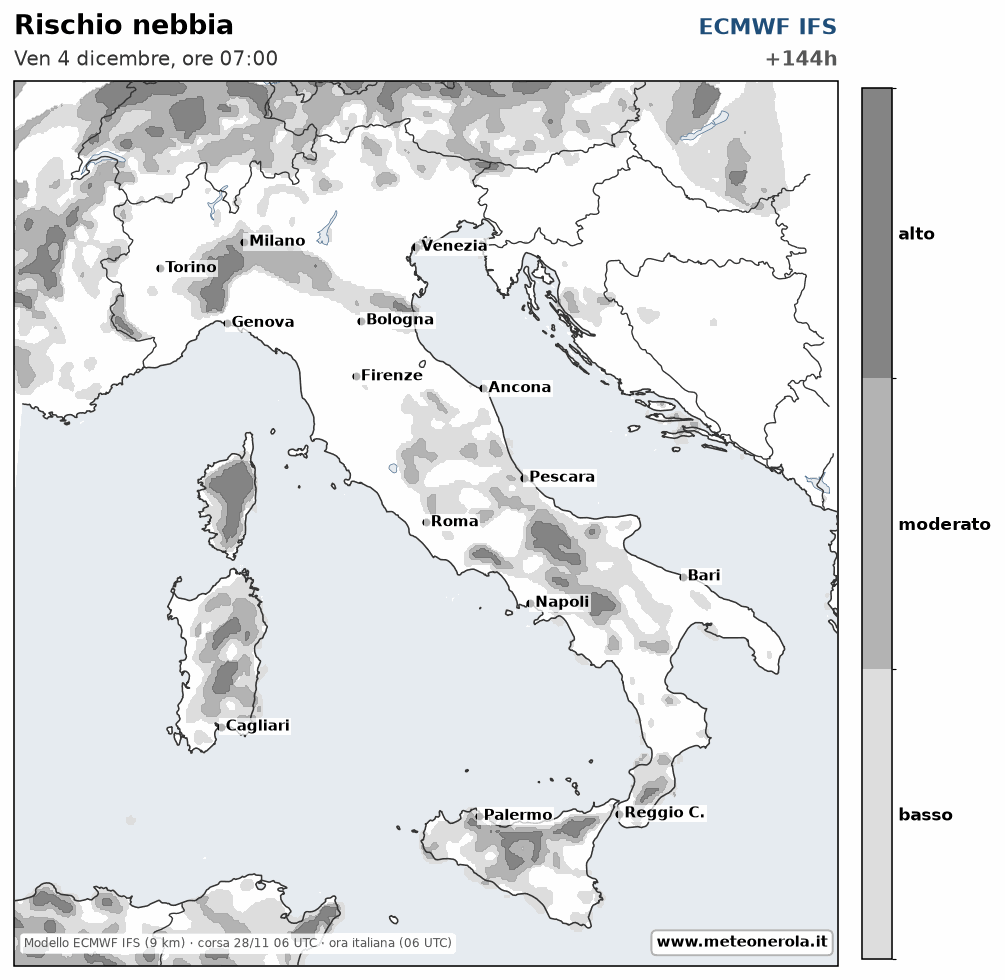 Rischio nebbia
ECMWF IFS
Ven 4 dicembre, ore 07:00
+144h
alto
Milano
Venezia
Torino
Bologna
Genova
Firenze
Ancona
Pescara
moderato
Roma
Bari
Napoli
Cagliari
Palermo
Reggio C.
basso
Modello ECMWF IFS (9 km) · corsa 28/11 06 UTC · ora italiana (06 UTC)
www.meteonerola.it